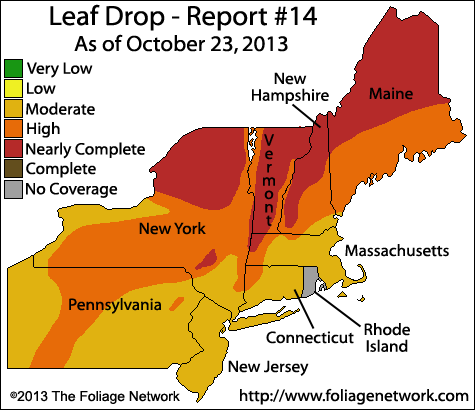 Leaf Drop - Report #14
As of October 23, 2013
Very Low
Low
Moderate
High
Nearly Complete
Complete
No Coverage
New
Hampshire
Maine
Vermont
New York
Massachusetts
Pennsylvania
Connecticut
Rhode
Island
New Jersey
©2013 The Foliage Network
http://www.foliagenetwork.com